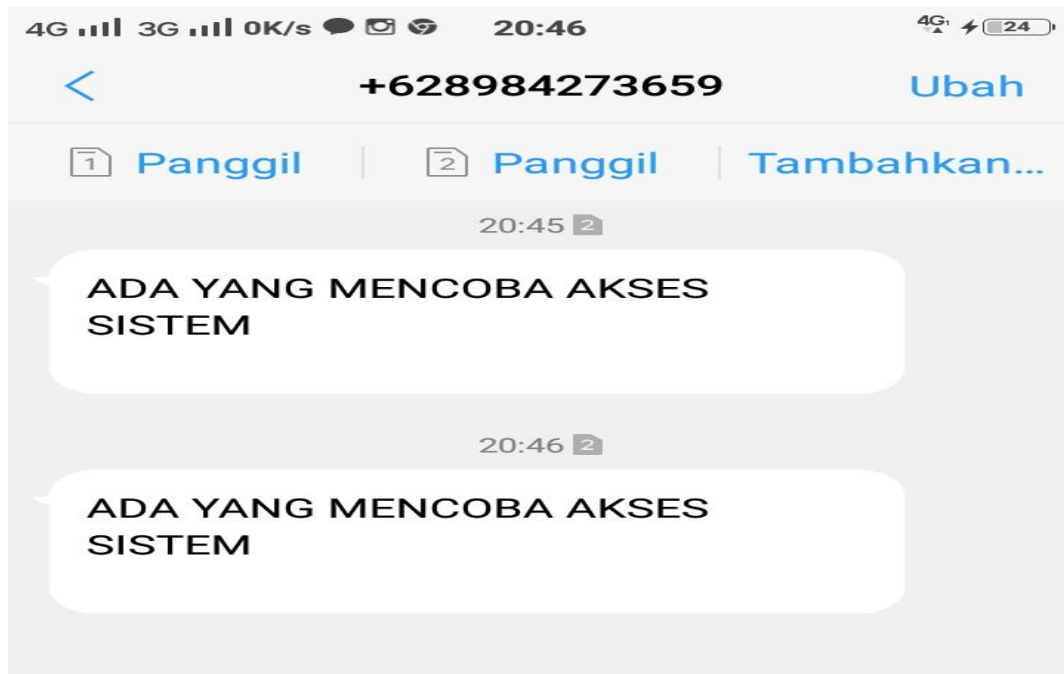 4G 3G 0K/s 20:46 4G 24
+628984273659 Ubah
1 Panggil 2 Panggil Tambahkan...
20:45 2
ADA YANG MENCOBA AKSES
SISTEM
20:46 2
ADA YANG MENCOBA AKSES
SISTEM